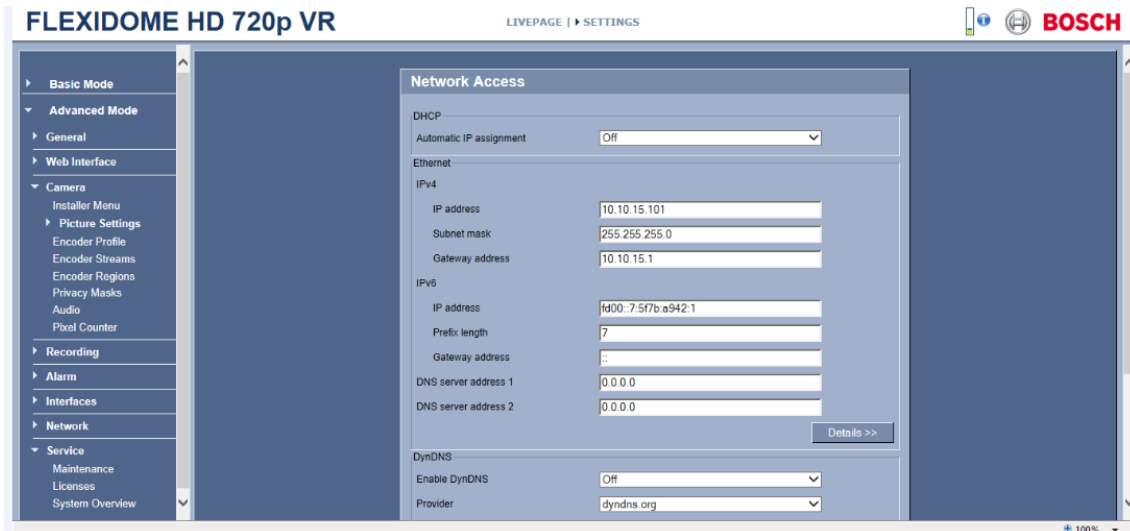 FLEXIDOME HD 720p VR
LIVEPAGE | SETTINGS
BOSCH
Basic Mode
Advanced Mode
General
Web Interface
Camera
Installer Menu
Picture Settings
Encoder Profile
Encoder Streams
Encoder Regions
Privacy Masks
Audio
Pixel Counter
Recording
Alarm
Interfaces
Network
Service
Maintenance
Licenses
System Overview
Network Access
DHCP
Automatic IP assignment Off
Ethernet
IPv4
IP address 10.10.15.101
Subnet mask 255.255.255.0
Gateway address 10.10.15.1
IPv6
IP address fd00::7:5f7b:a942:1
Prefix length 7
Gateway address ::
DNS server address 1 0.0.0.0
DNS server address 2 0.0.0.0
Details >>
DynDNS
Enable DynDNS Off
Provider dyndns.org
100%